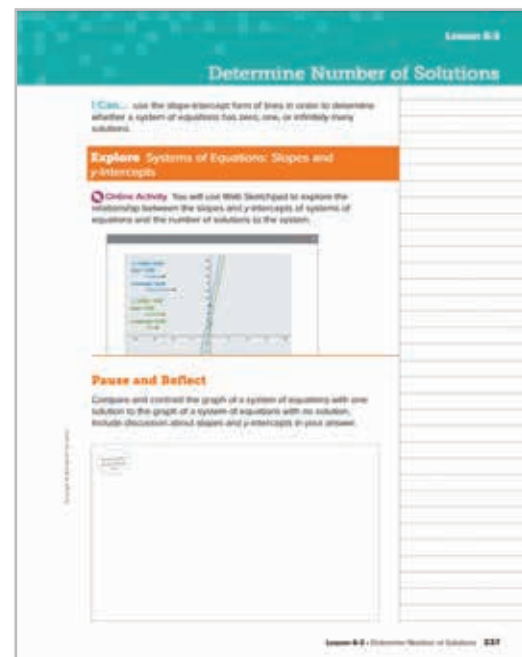 Lesson 6-2
Determine Number of Solutions
I Can... use the slope-intercept form of lines in order to determine
whether a system of equations has zero, one, or infinitely many
solutions.
Explore Systems of Equations: Slopes and
y-Intercepts
Online Activity You will use Web Sketchpad to explore the
relationship between the slopes and y-intercepts of systems of
equations and the number of solutions to the system.
Pause and Reflect
Compare and contrast the graph of a system of equations with one
solution to the graph of a system of equations with no solution.
Include discussion about slopes and y-intercepts in your answer.
Lesson 6-2 • Determine Number of Solutions 337